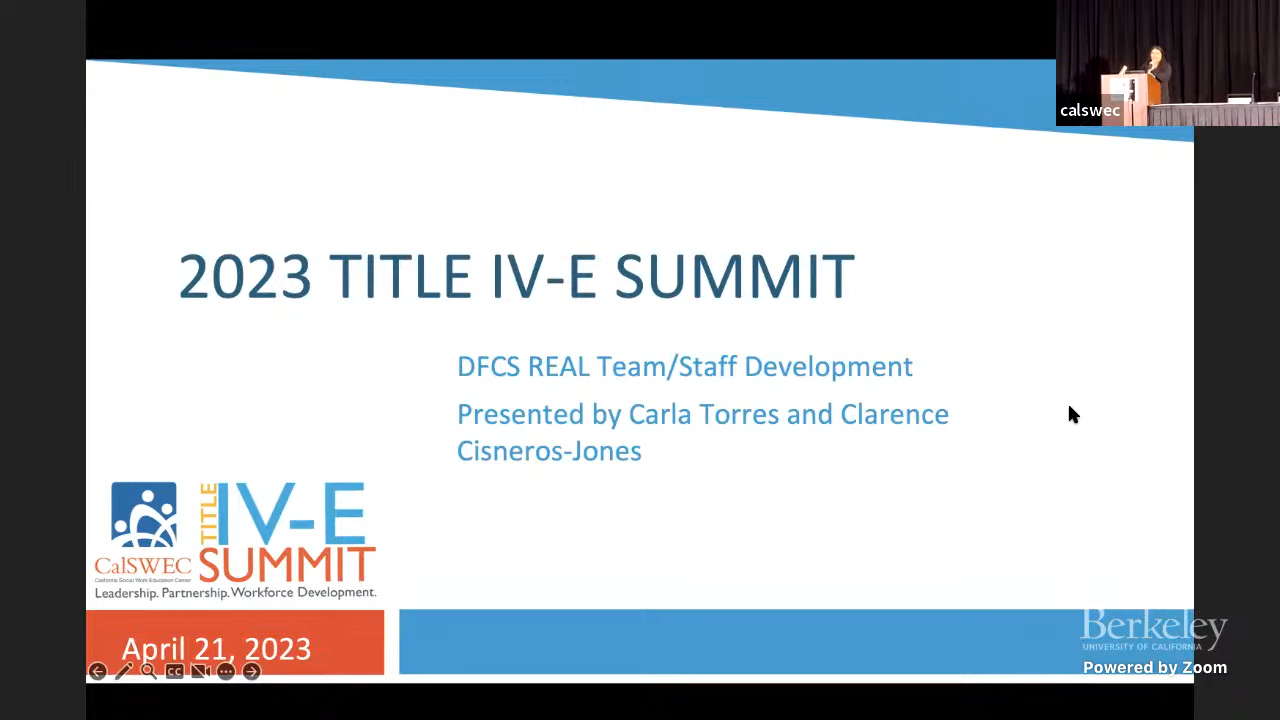 calswec
2023 TITLE IV-E SUMMIT
DFCS REAL Team/Staff Development
Presented by Carla Torres and Clarence
Cisneros-Jones
TITLE
IV-E
CalSWEC
SUMMIT
California Social Work Education Center
Leadership. Partnership. Workforce Development.
April 21, 2023
CC
Berkeley
UNIVERSITY OF CALIFORNIA
Powered by Zoom